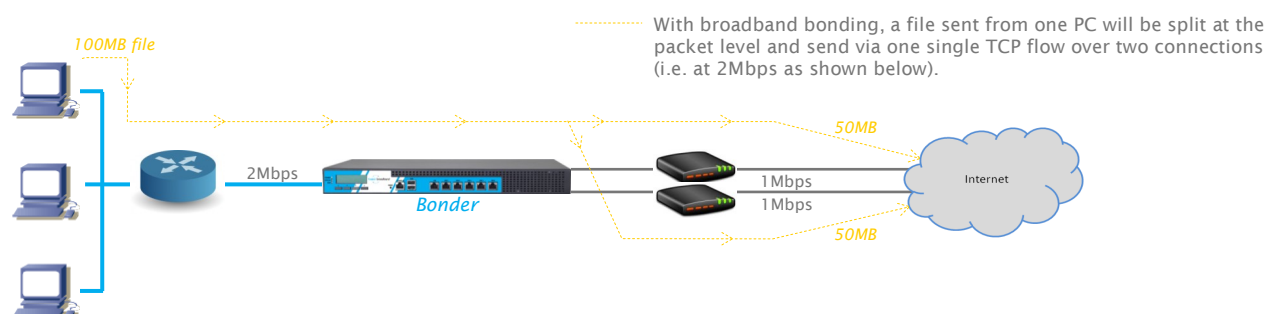 With broadband bonding, a file sent from one PC will be split at the
packet level and send via one single TCP flow over two connections
(i.e. at 2Mbps as shown below).
100MB file
50MB
2Mbps
1Mbps
1Mbps
Internet
Bonder
50MB